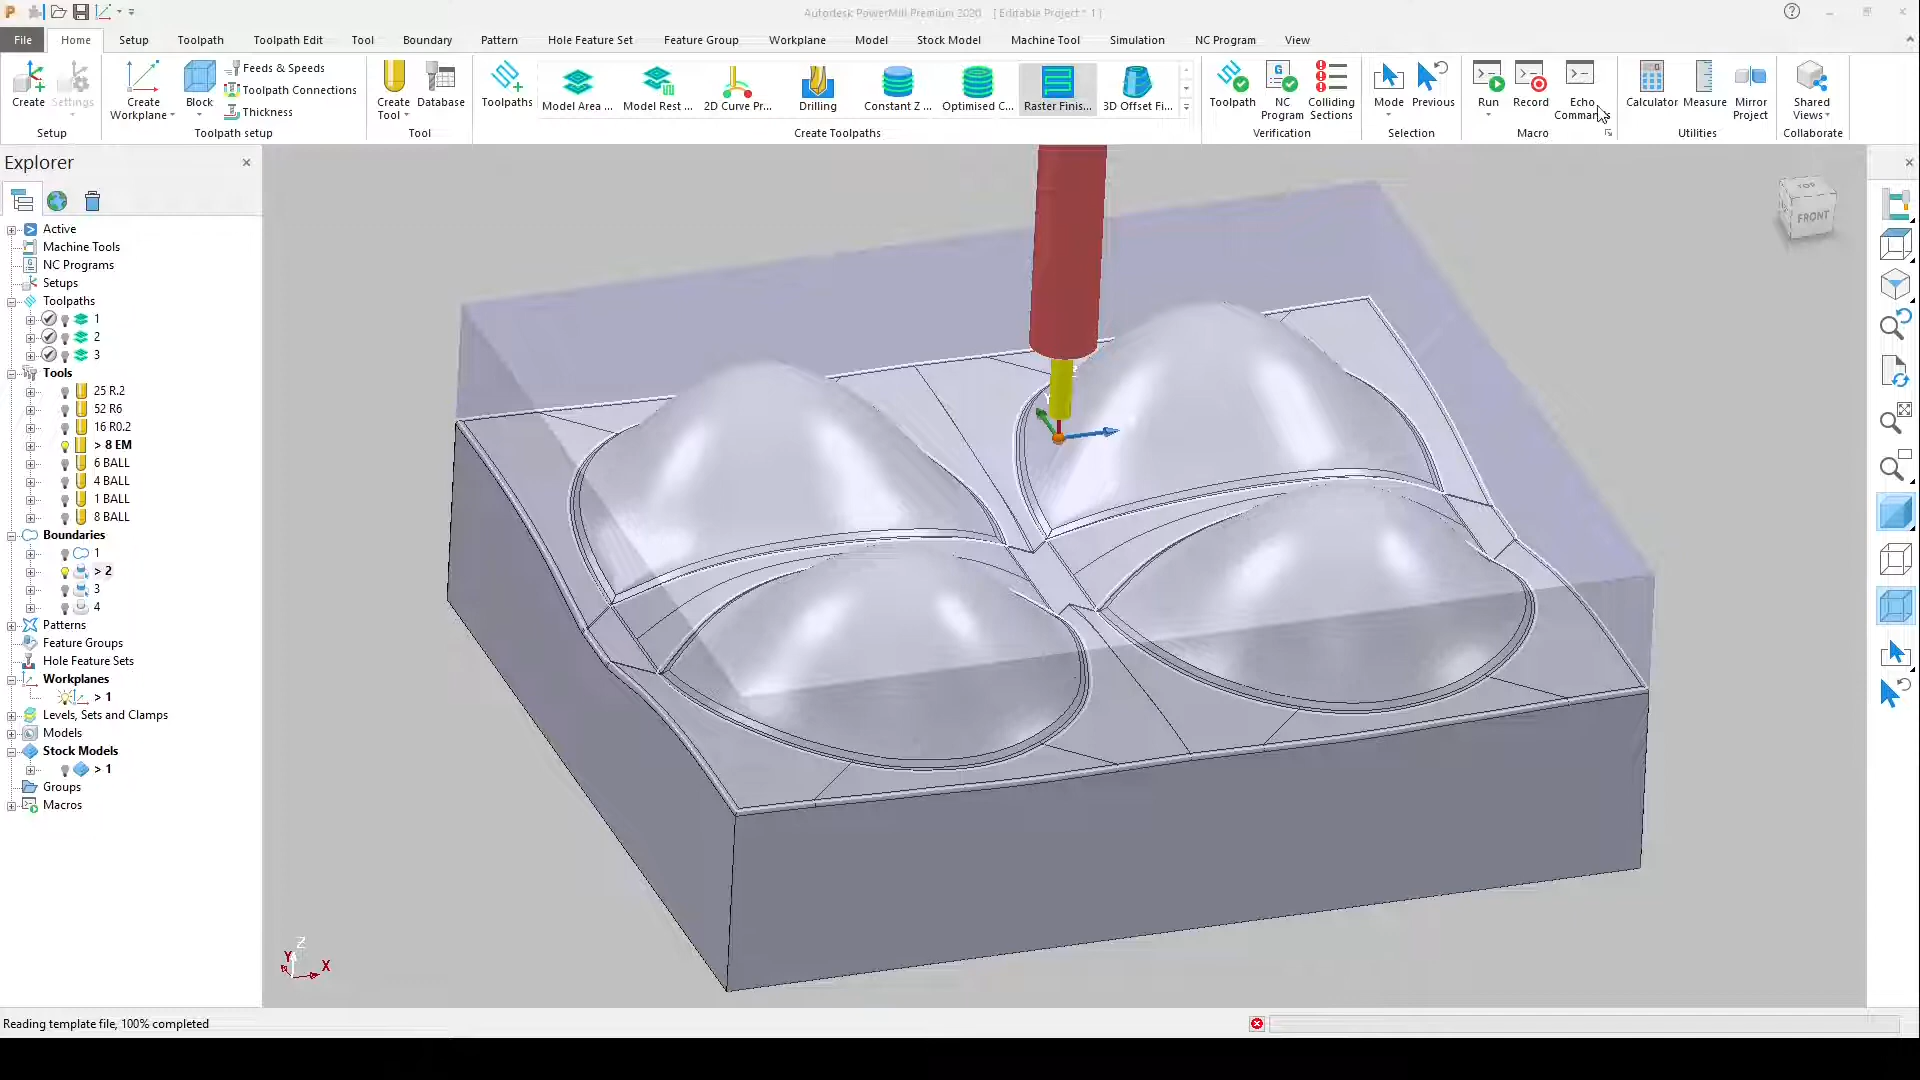 Autodesk PowerMill Premium 2020 [ Editable Project * 1 ]
File Home Setup Toolpath Toolpath Edit Tool Boundary Pattern Hole Feature Set Feature Group Workplane Model Stock Model Machine Tool Simulation NC Program View
Create
Settings
Setup
Create Workplane
Block
Feeds & Speeds
Toolpath Connections
Thickness
Toolpath setup
Create Tool
Database
Tool
Toolpaths
Model Area ...
Model Rest ...
2D Curve Pr...
Drilling
Constant Z ...
Optimised C...
Raster Finis...
3D Offset Fi...
Create Toolpaths
Toolpath
NC Program
Colliding Sections
Verification
Mode
Previous
Selection
Run
Record
Echo Commands
Macro
Calculator
Measure
Mirror Project
Utilities
Shared Views
Collaborate
Explorer
Active
Machine Tools
NC Programs
Setups
Toolpaths
1
2
3
Tools
25 R.2
52 R6
16 R0.2
> 8 EM
6 BALL
4 BALL
1 BALL
8 BALL
Boundaries
1
> 2
3
4
Patterns
Feature Groups
Hole Feature Sets
Workplanes
> 1
Levels, Sets and Clamps
Models
Stock Models
> 1
Groups
Macros
TOP
FRONT
Z
Y
X
Reading template file, 100% completed